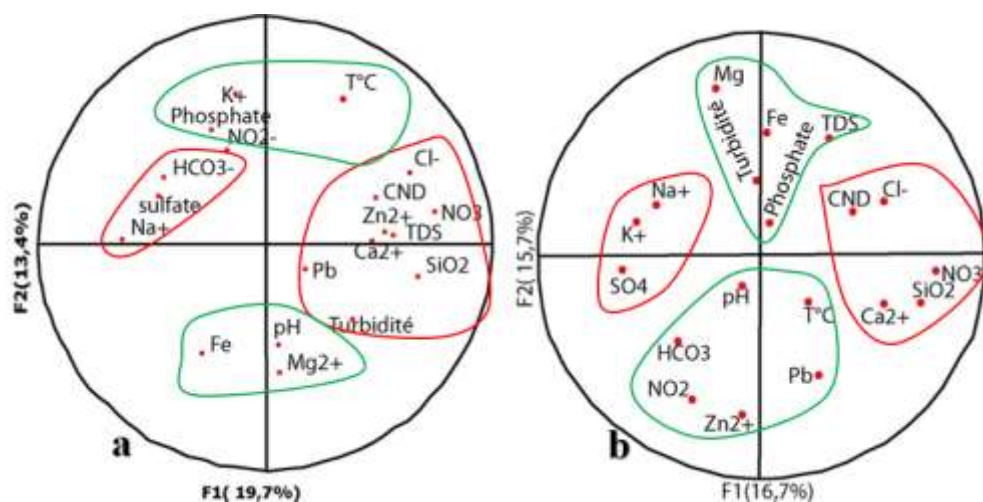 K+
T°C
Phosphate
NO2-
HCO3-
sulfate
Na+
Cl-
CND
Zn2+
NO3
TDS
Ca2+
SiO2
Pb
Turbidité
Fe
pH
Mg2+
F2(13,4%)
a
F1( 19,7%)
Mg
Turbidité
Fe
TDS
Phosphate
Na+
K+
SO4
CND
Cl-
NO3
SiO2
Ca2+
pH
T°C
HCO3
NO2
Pb
Zn2+
F2( 15,7%)
b
F1(16,7%)